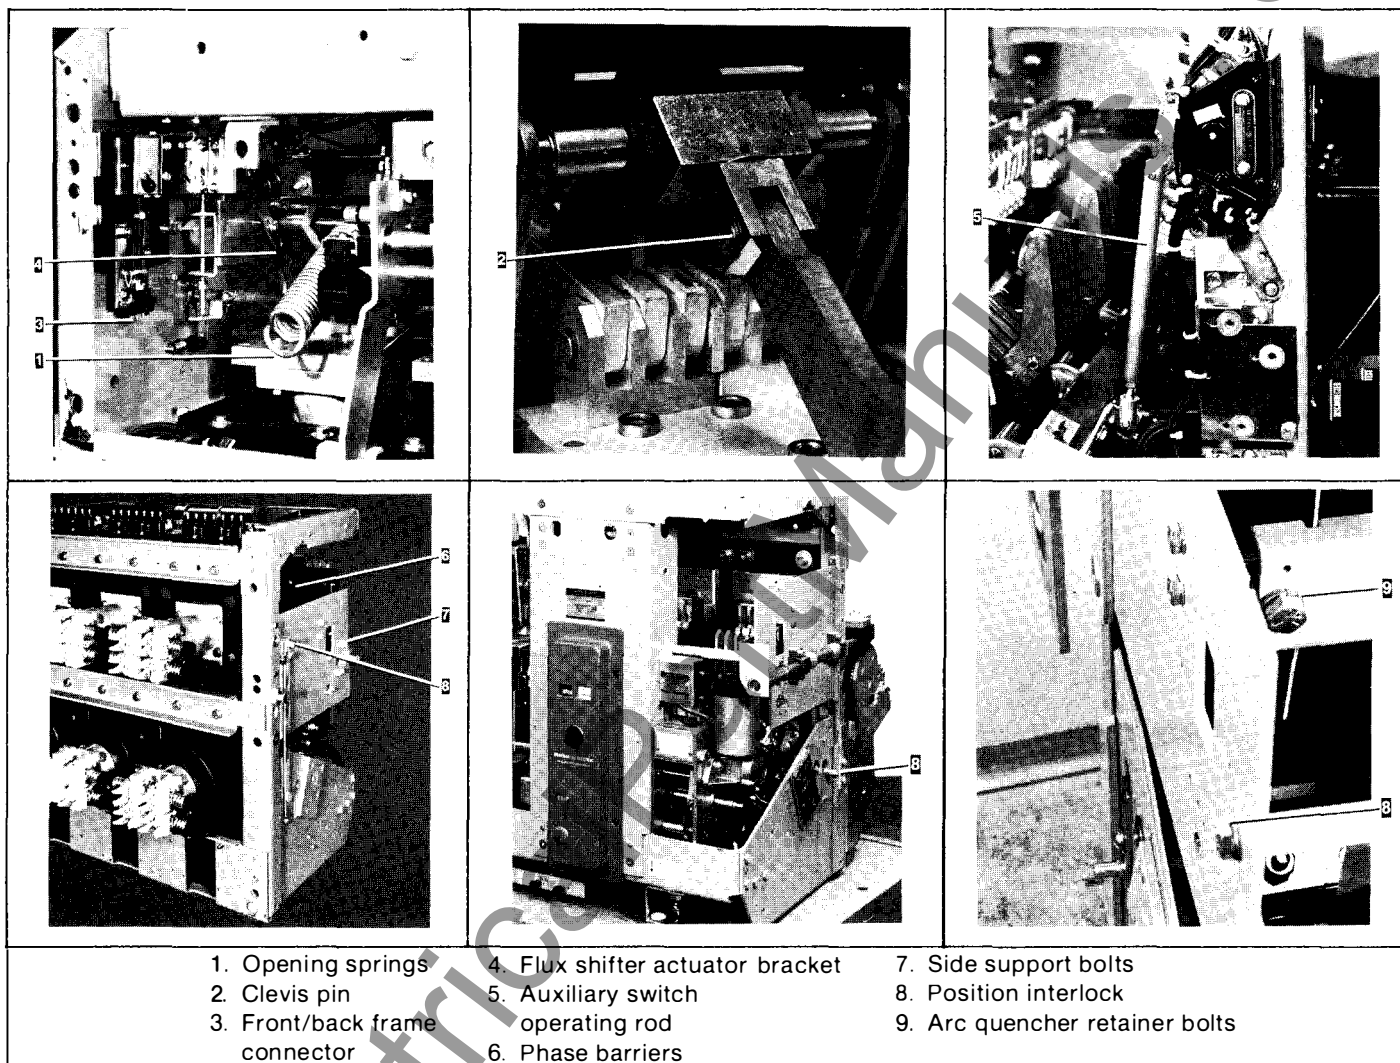 4
3
1
2
5
6
7
8
8
9
8
1. Opening springs
2. Clevis pin
3. Front/back frame
connector
4. Flux shifter actuator bracket
5. Auxiliary switch
operating rod
6. Phase barriers
7. Side support bolts
8. Position interlock
9. Arc quencher retainer bolts